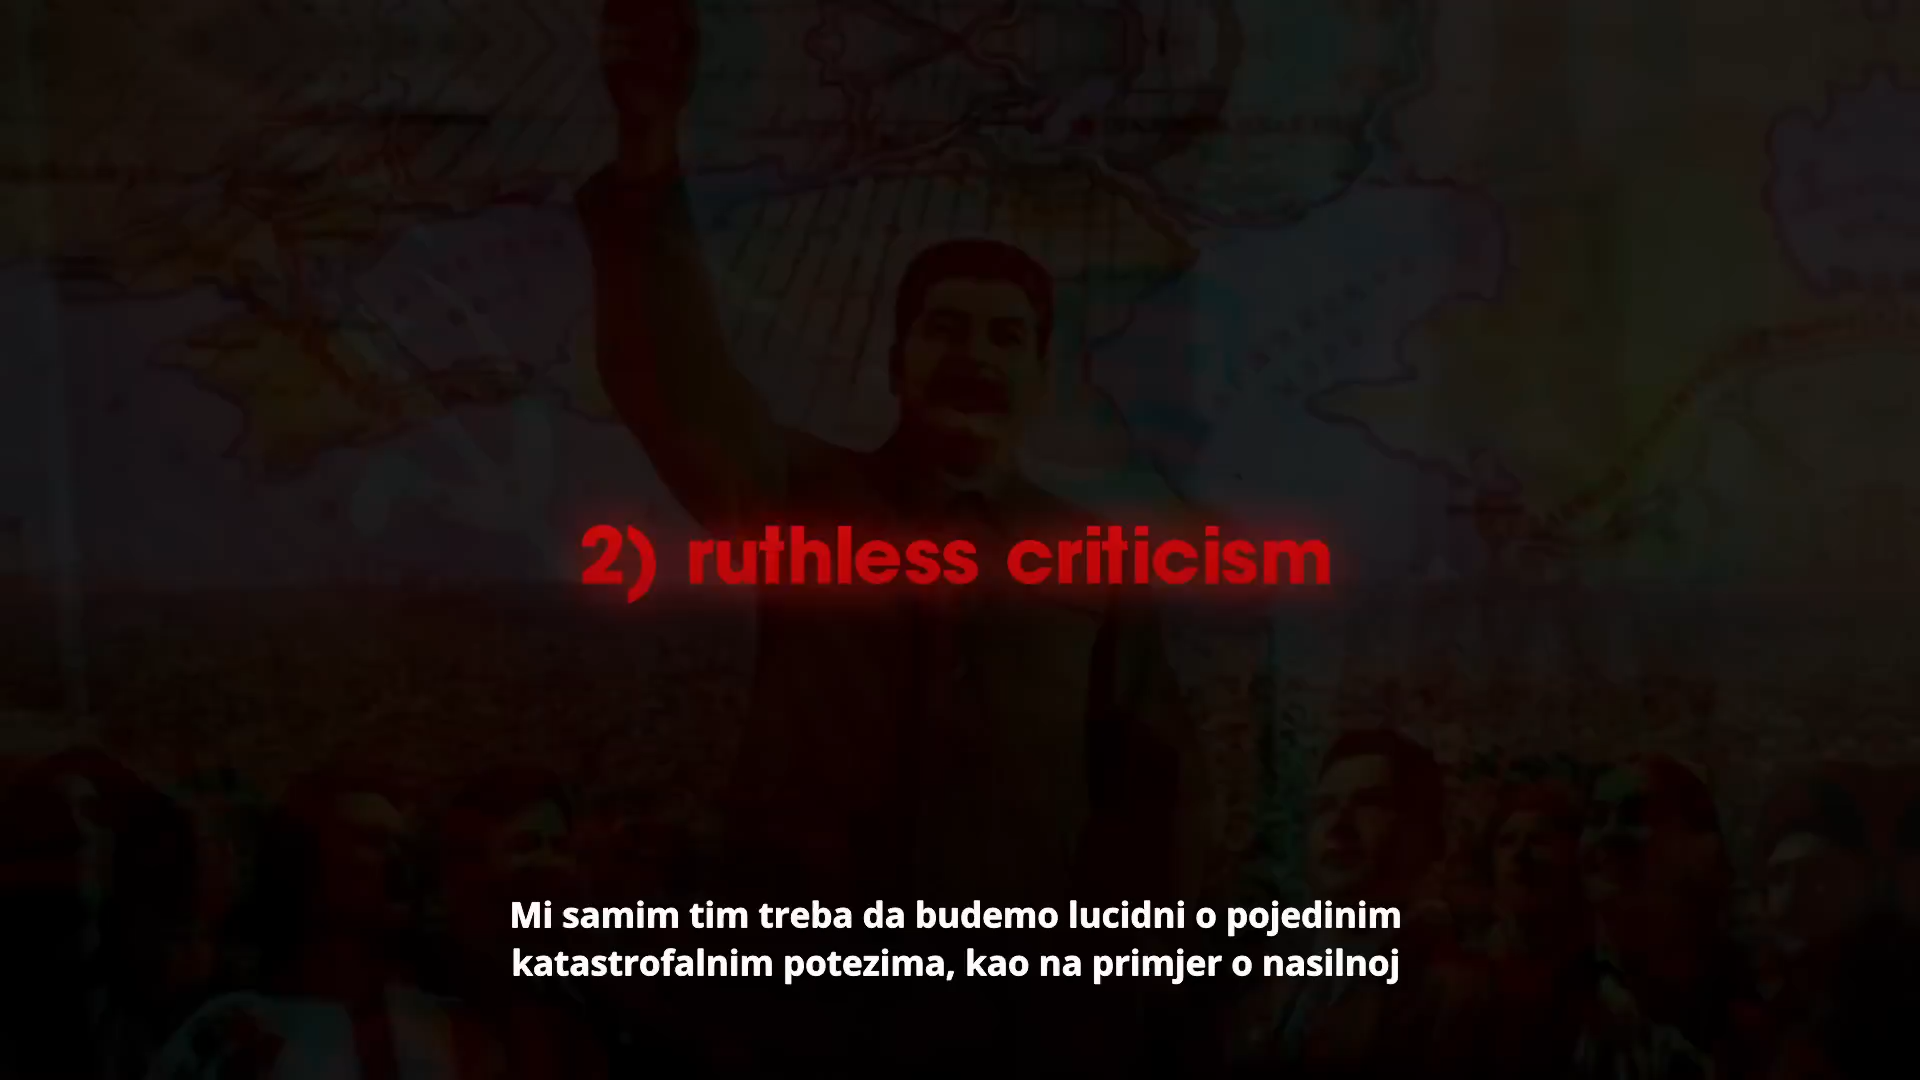 2) ruthless criticism
Mi samim tim treba da budemo lucidni o pojedinim
katastrofalnim potezima, kao na primjer o nasilnoj